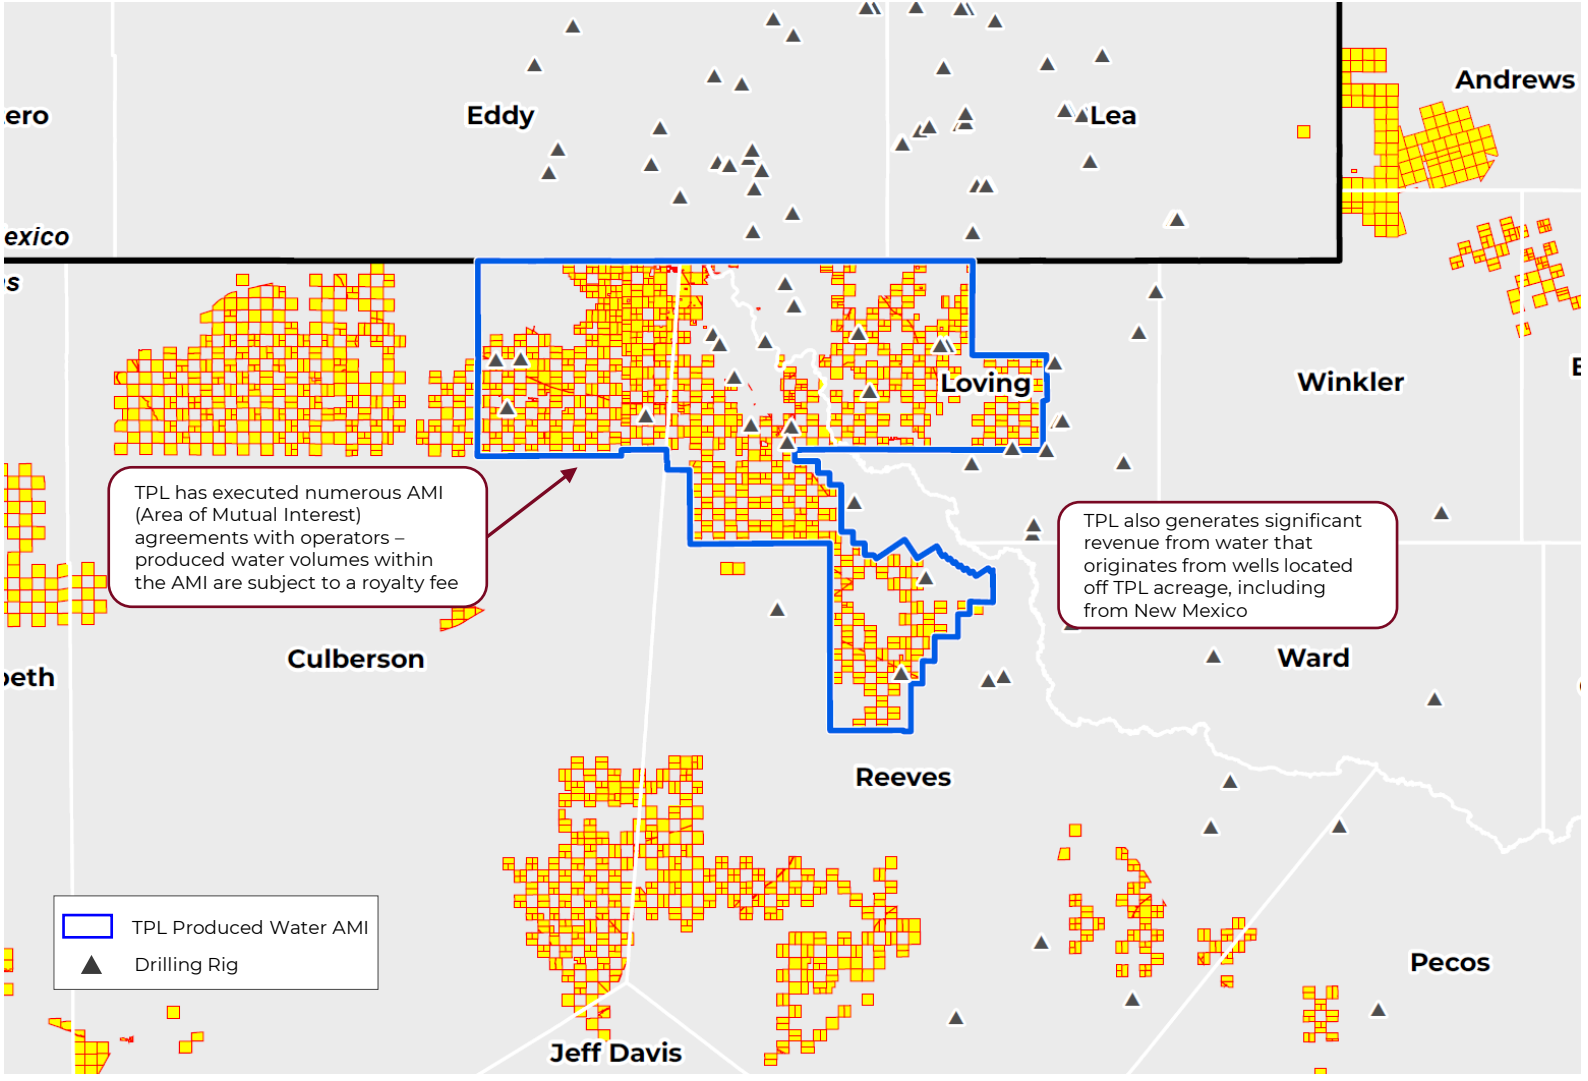 Andrews
Eddy
Lea
ero
exico
s
Loving
Winkler
E
TPL has executed numerous AMI
(Area of Mutual Interest)
agreements with operators –
produced water volumes within
the AMI are subject to a royalty fee
TPL also generates significant
revenue from water that
originates from wells located
off TPL acreage, including
from New Mexico
Culberson
Ward
eth
Reeves
TPL Produced Water AMI
Drilling Rig
Pecos
Jeff Davis